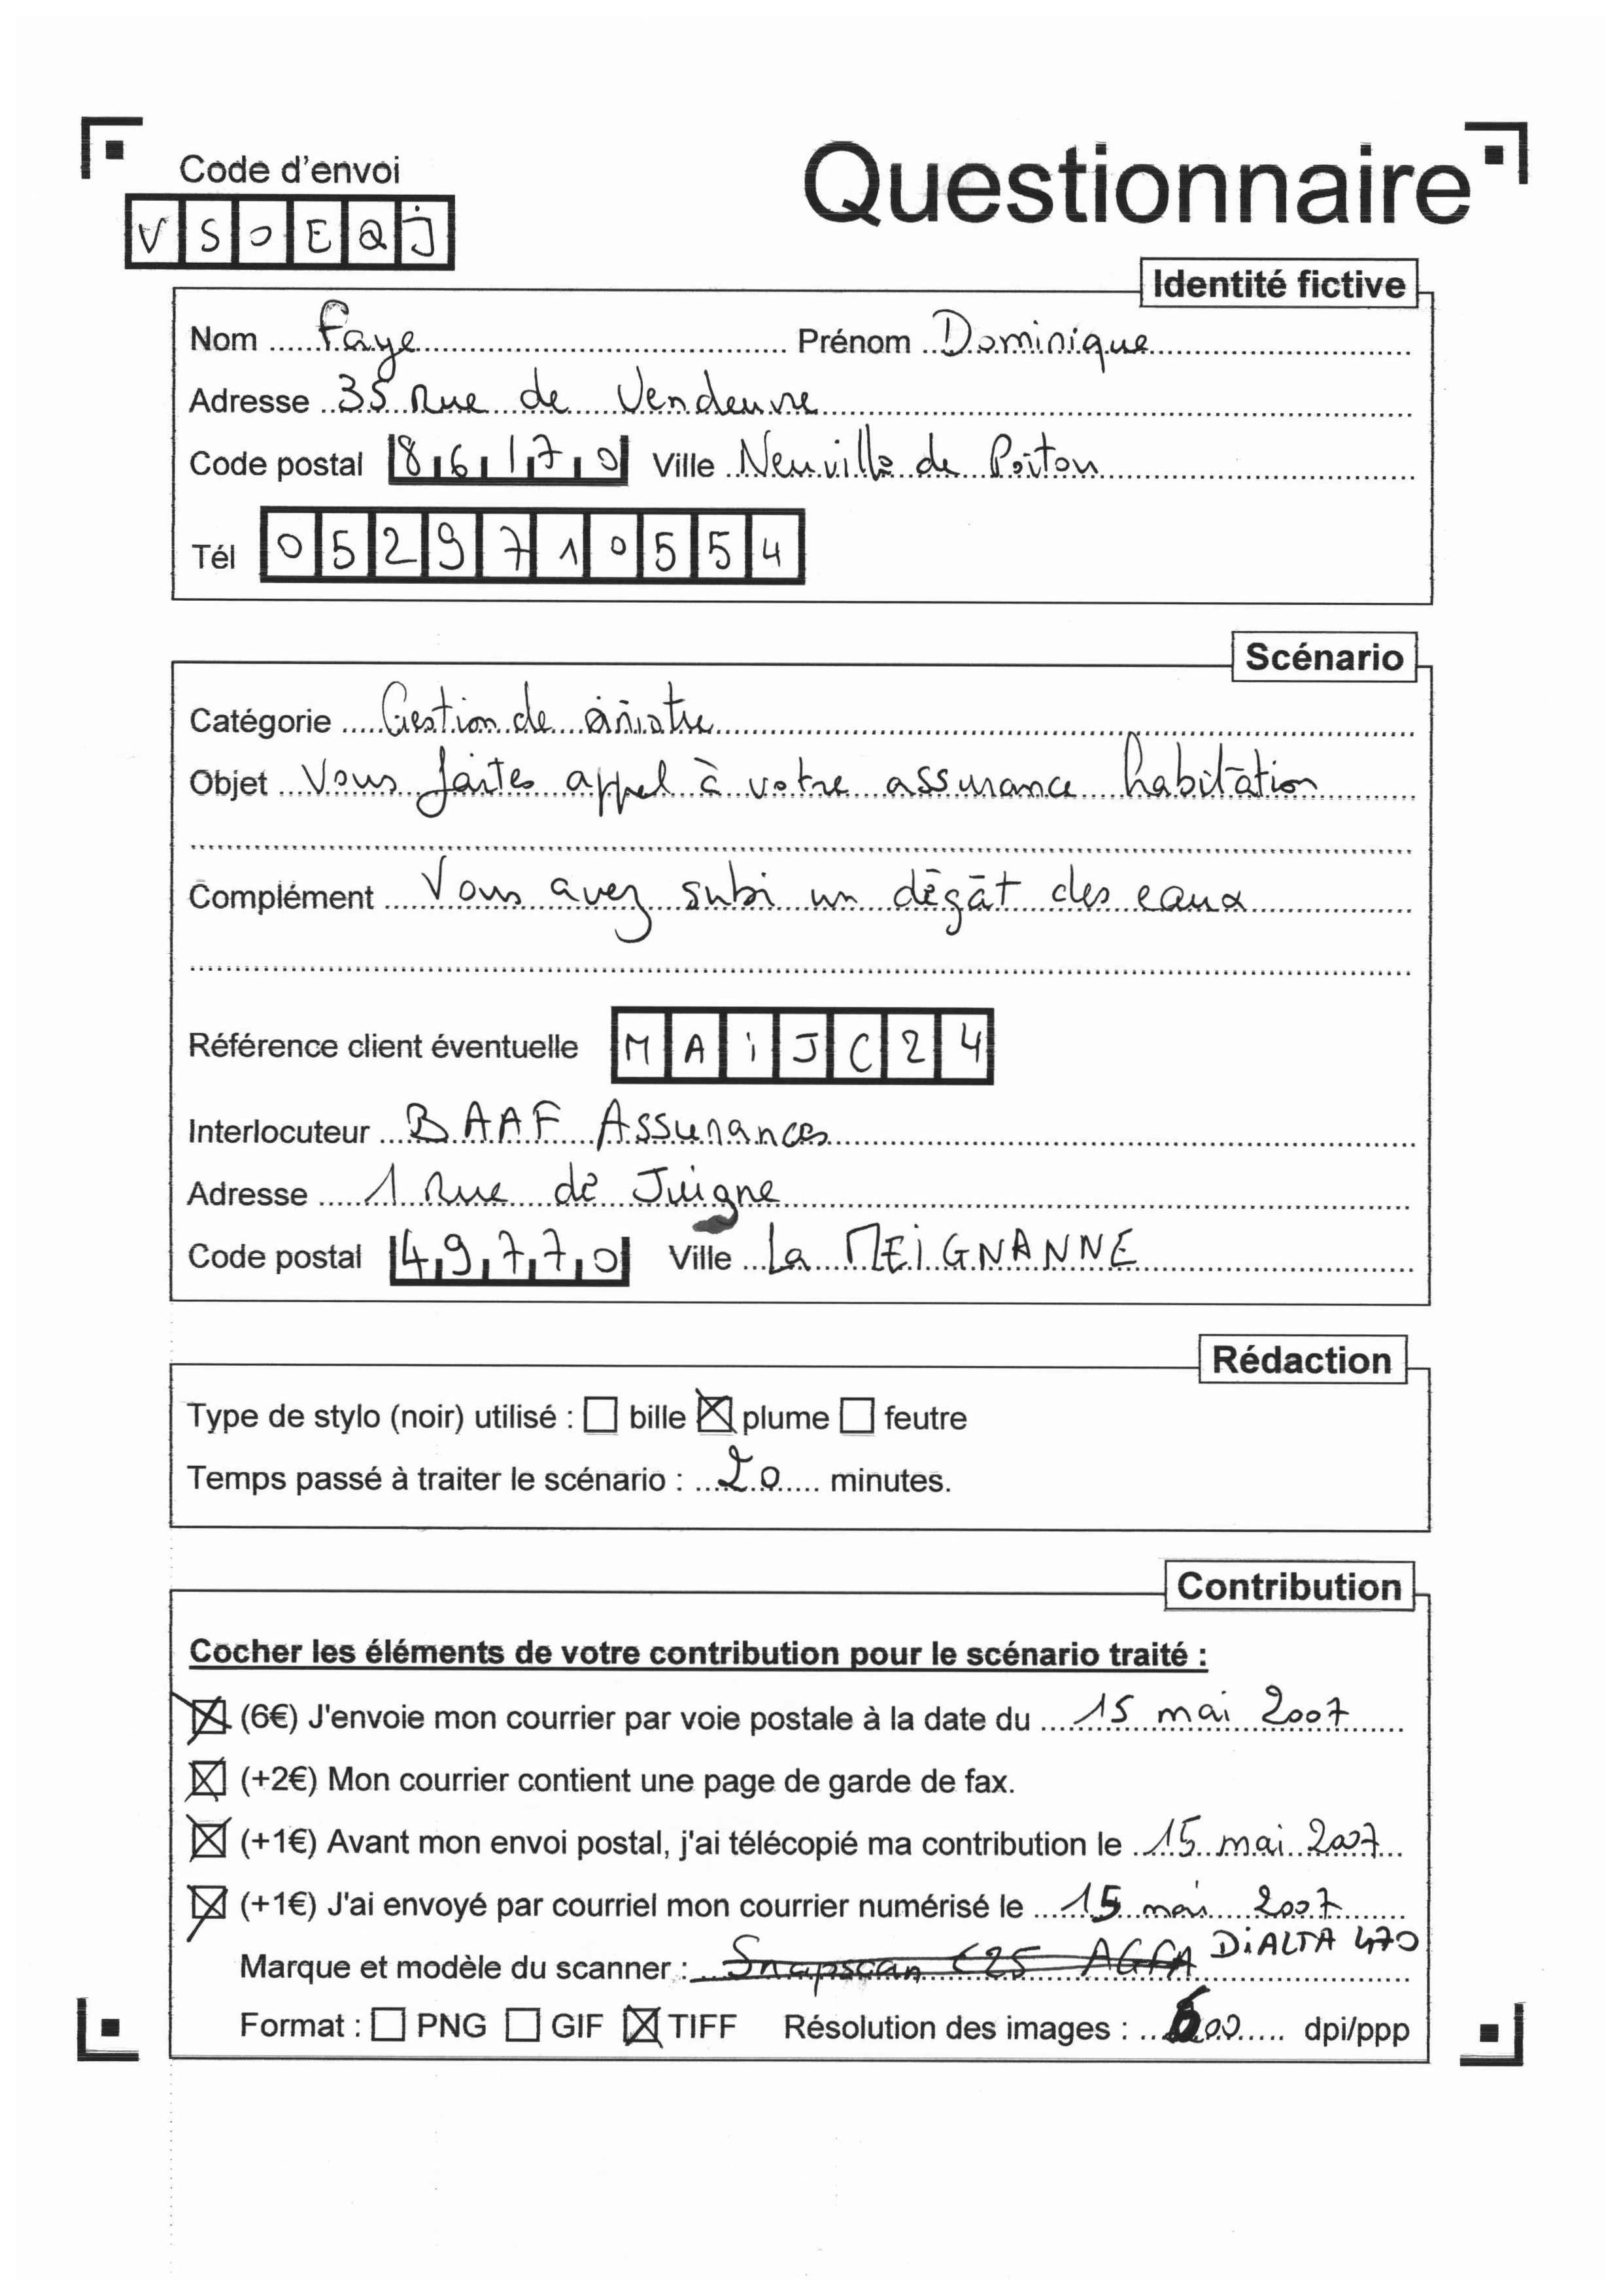 Code d'envoi
Questionnaire
V S O E Q J
Identité fictive
Nom Faye Prénom Dominique
Adresse 35 Rue de Vendeuvre
Code postal 86170 Ville Neuville de Poitou
Tél 0529710554
Scénario
Catégorie Gestion de sinistre
Objet Vous faites appel à votre assurance habitation
Complément Vous avez subi un dégât des eaux
Référence client éventuelle M A i J C 2 4
Interlocuteur BAAF Assurances
Adresse 1 Rue de Juigne
Code postal 49770 Ville La MEiGNANNE
Rédaction
Type de stylo (noir) utilisé : ☐ bille ☒ plume ☐ feutre
Temps passé à traiter le scénario : 20 minutes.
Contribution
Cocher les éléments de votre contribution pour le scénario traité :
☒ (6€) J'envoie mon courrier par voie postale à la date du 15 mai 2007
☒ (+2€) Mon courrier contient une page de garde de fax.
☒ (+1€) Avant mon envoi postal, j'ai télécopié ma contribution le 15 mai 2007
☒ (+1€) J'ai envoyé par courriel mon courrier numérisé le 15 mai 2007
Marque et modèle du scanner : Snapscan E25 AGFA DiALTA 470
Format : ☐ PNG ☐ GIF ☒ TIFF Résolution des images : 600 dpi/ppp